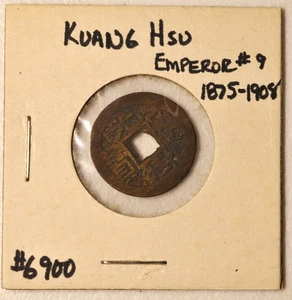 KUANG HSU
EMPEROR #9
1875-1908
#6900